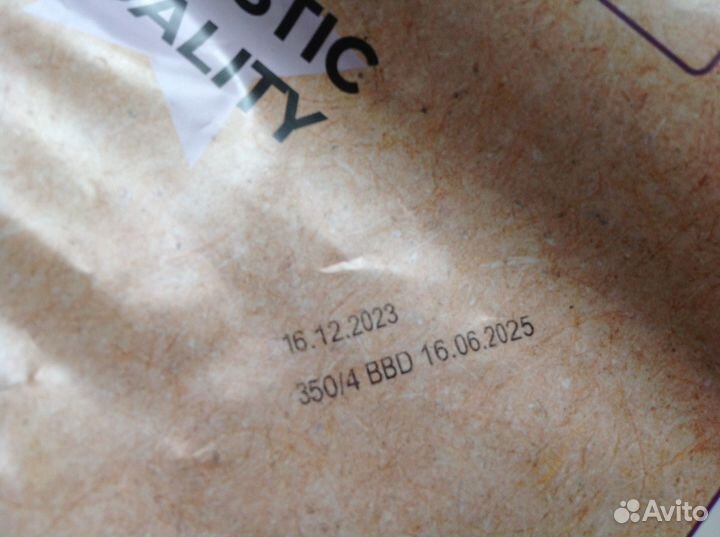 STIC
ALITY
16.12.2023
350/4 BBD 16.06.2025
Avito